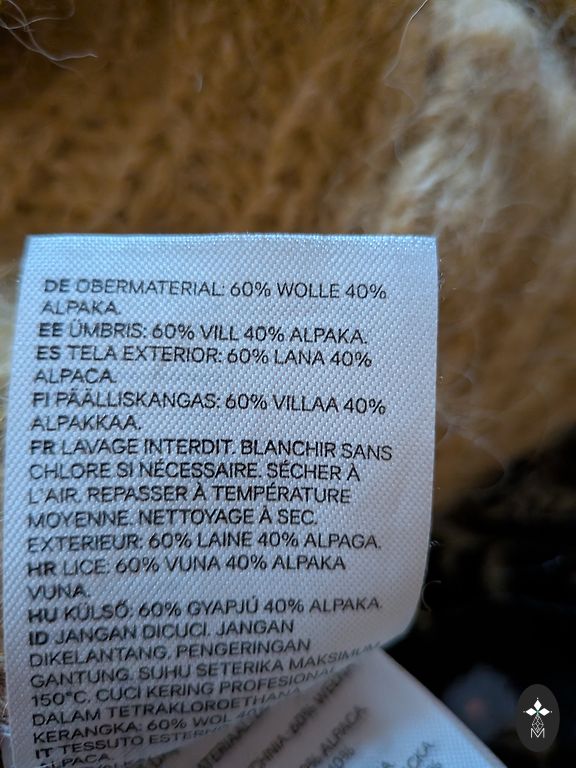 DE OBERMATERIAL: 60% WOLLE 40%
ALPAKA.
EE ÜMBRIS: 60% VILL 40% ALPAKA.
ES TELA EXTERIOR: 60% LANA 40%
ALPACA.
FI PÄÄLLISKANGAS: 60% VILLAA 40%
ALPAKKAA.
FR LAVAGE INTERDIT. BLANCHIR SANS
CHLORE SI NÉCESSAIRE. SÉCHER À
L'AIR. REPASSER À TEMPÉRATURE
MOYENNE. NETTOYAGE À SEC.
EXTERIEUR: 60% LAINE 40% ALPAGA.
HR LICE: 60% VUNA 40% ALPAKA
VUNA.
HU KÜLSŐ: 60% GYAPJÚ 40% ALPAKA.
ID JANGAN DICUCI. JANGAN
DIKELANTANG. PENGERINGAN
GANTUNG. SUHU SETERIKA MAKSIMUM
150°C. CUCI KERING PROFESIONAL
DALAM TETRAKLOROETHANA
KERANGKA: 60% WOL 40%
IT TESSUTO ESTERNO
ALPACA.
M